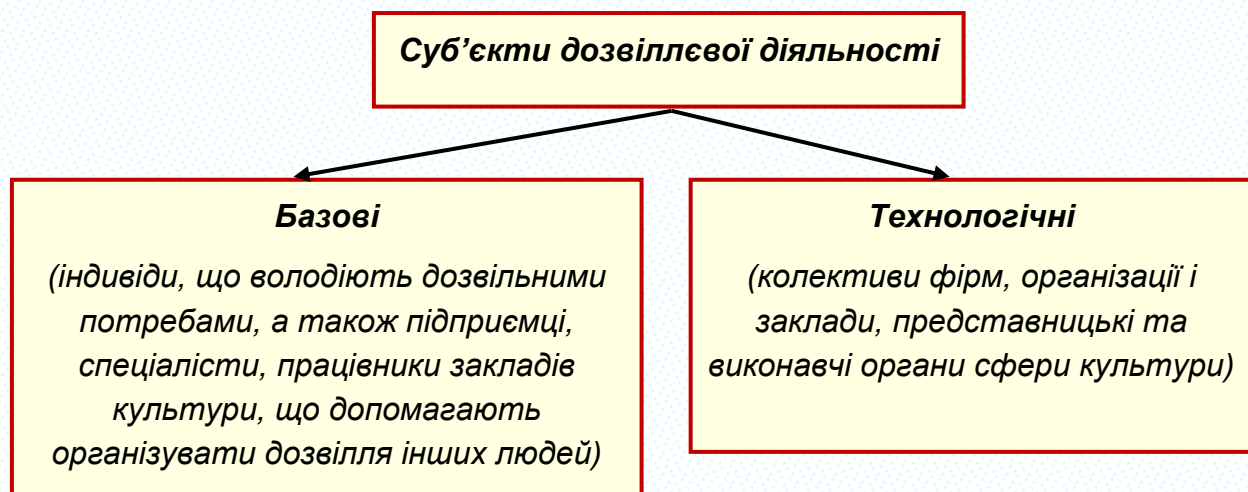 Суб’єкти дозвіллєвої діяльності
Базові
(індивіди, що володіють дозвільними
потребами, а також підприємці,
спеціалісти, працівники закладів
культури, що допомагають
організувати дозвілля інших людей)
Технологічні
(колективи фірм, організації і
заклади, представницькі та
виконавчі органи сфери культури)